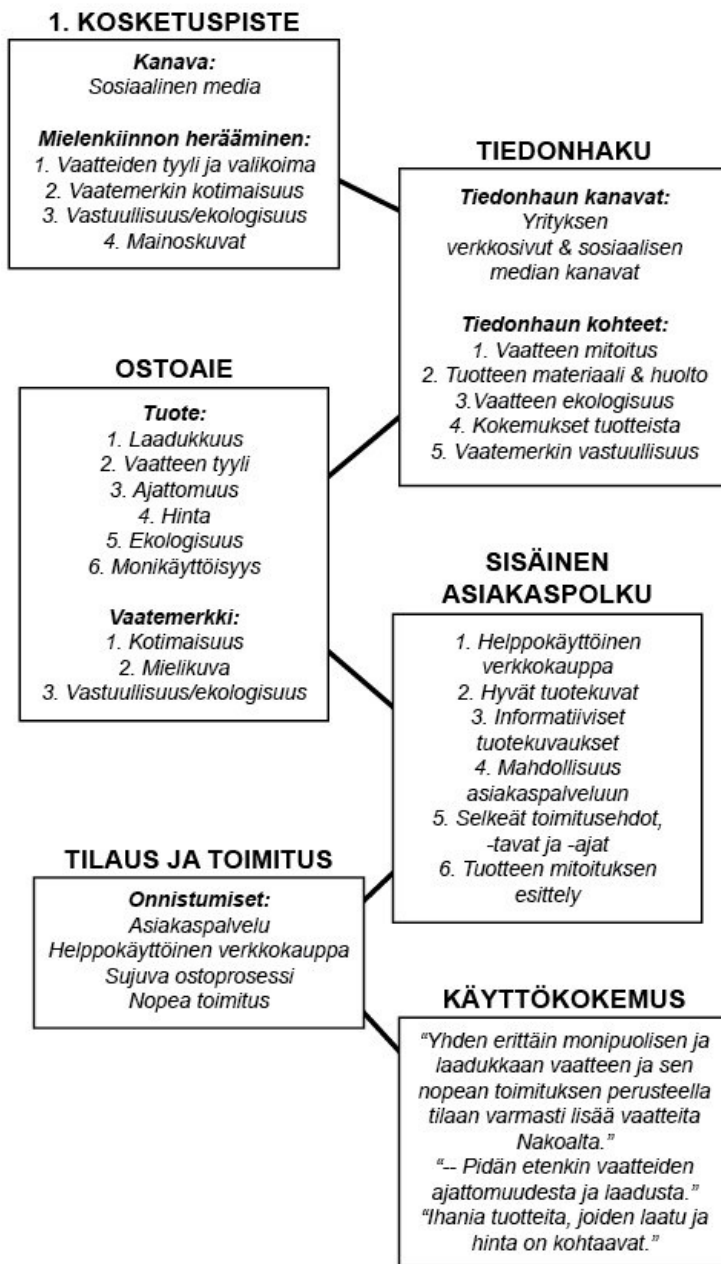 1. KOSKETUSPISTE
Kanava:
Sosiaalinen media
Mielenkiinnon herääminen:
1. Vaatteiden tyyli ja valikoima
2. Vaatemerkin kotimaisuus
3. Vastuullisuus/ekologisuus
4. Mainoskuvat
TIEDONHAKU
Tiedonhaun kanavat:
Yrityksen
verkkosivut & sosiaalisen
median kanavat
Tiedonhaun kohteet:
1. Vaatteen mitoitus
2. Tuotteen materiaali & huolto
3.Vaatteen ekologisuus
4. Kokemukset tuotteista
5. Vaatemerkin vastuullisuus
OSTOAIE
Tuote:
1. Laadukkuus
2. Vaatteen tyyli
3. Ajattomuus
4. Hinta
5. Ekologisuus
6. Monikäyttöisyys
Vaatemerkki:
1. Kotimaisuus
2. Mielikuva
3. Vastuullisuus/ekologisuus
SISÄINEN
ASIAKASPOLKU
1. Helppokäyttöinen
verkkokauppa
2. Hyvät tuotekuvat
3. Informatiiviset
tuotekuvaukset
4. Mahdollisuus
asiakaspalveluun
5. Selkeät toimitusehdot,
-tavat ja -ajat
6. Tuotteen mitoituksen
esittely
TILAUS JA TOIMITUS
Onnistumiset:
Asiakaspalvelu
Helppokäyttöinen verkkokauppa
Sujuva ostoprosessi
Nopea toimitus
KÄYTTÖKOKEMUS
“Yhden erittäin monipuolisen ja
laadukkaan vaatteen ja sen
nopean toimituksen perusteella
tilaan varmasti lisää vaatteita
Nakoalta.”
“-- Pidän etenkin vaatteiden
ajattomuudesta ja laadusta.”
“Ihania tuotteita, joiden laatu ja
hinta on kohtaavat.”